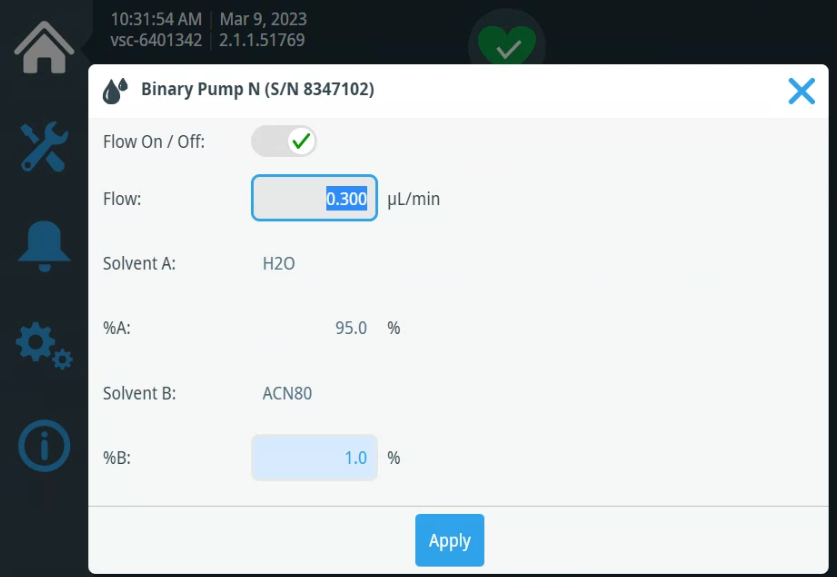 10:31:54 AM | Mar 9, 2023
vsc-6401342 | 2.1.1.51769
Binary Pump N (S/N 8347102)
Flow On / Off:
Flow: 0.300 µL/min
Solvent A: H2O
%A: 95.0 %
Solvent B: ACN80
%B: 1.0 %
Apply